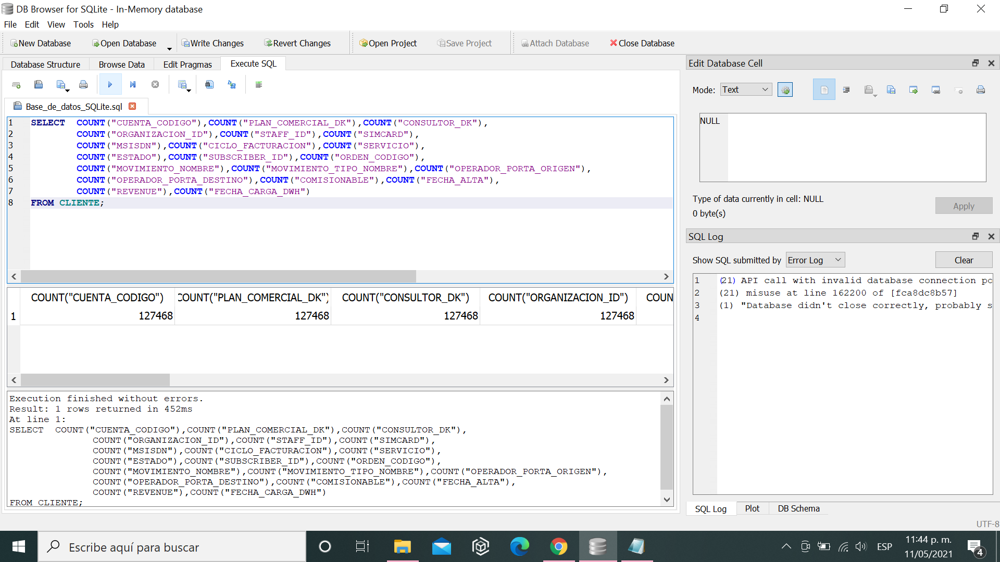 DB Browser for SQLite - In-Memory database
File Edit View Tools Help
New Database Open Database Write Changes Revert Changes Open Project Save Project Attach Database Close Database
Database Structure Browse Data Edit Pragmas Execute SQL
Base_de_datos_SQLite.sql
1 SELECT COUNT("CUENTA_CODIGO"),COUNT("PLAN_COMERCIAL_DK"),COUNT("CONSULTOR_DK"),
2 COUNT("ORGANIZACION_ID"),COUNT("STAFF_ID"),COUNT("SIMCARD"),
3 COUNT("MSISDN"),COUNT("CICLO_FACTURACION"),COUNT("SERVICIO"),
4 COUNT("ESTADO"),COUNT("SUBSCRIBER_ID"),COUNT("ORDEN_CODIGO"),
5 COUNT("MOVIMIENTO_NOMBRE"),COUNT("MOVIMIENTO_TIPO_NOMBRE"),COUNT("OPERADOR_PORTA_ORIGEN"),
6 COUNT("OPERADOR_PORTA_DESTINO"),COUNT("COMISIONABLE"),COUNT("FECHA_ALTA"),
7 COUNT("REVENUE"),COUNT("FECHA_CARGA_DWH")
8 FROM CLIENTE;
COUNT("CUENTA_CODIGO") COUNT("PLAN_COMERCIAL_DK") COUNT("CONSULTOR_DK") COUNT("ORGANIZACION_ID") COUN
1 127468 127468 127468 127468
Execution finished without errors.
Result: 1 rows returned in 452ms
At line 1:
SELECT COUNT("CUENTA_CODIGO"),COUNT("PLAN_COMERCIAL_DK"),COUNT("CONSULTOR_DK"),
COUNT("ORGANIZACION_ID"),COUNT("STAFF_ID"),COUNT("SIMCARD"),
COUNT("MSISDN"),COUNT("CICLO_FACTURACION"),COUNT("SERVICIO"),
COUNT("ESTADO"),COUNT("SUBSCRIBER_ID"),COUNT("ORDEN_CODIGO"),
COUNT("MOVIMIENTO_NOMBRE"),COUNT("MOVIMIENTO_TIPO_NOMBRE"),COUNT("OPERADOR_PORTA_ORIGEN"),
COUNT("OPERADOR_PORTA_DESTINO"),COUNT("COMISIONABLE"),COUNT("FECHA_ALTA"),
COUNT("REVENUE"),COUNT("FECHA_CARGA_DWH")
FROM CLIENTE;
Edit Database Cell
Mode: Text
NULL
Type of data currently in cell: NULL
0 byte(s)
Apply
SQL Log
Show SQL submitted by Error Log Clear
1 (21) API call with invalid database connection po
2 (21) misuse at line 162200 of [fca8dc8b57]
3 (1) "Database didn't close correctly, probably s
4
SQL Log Plot DB Schema
UTF-8
Escribe aquí para buscar
ESP
11:44 p. m.
11/05/2021
4